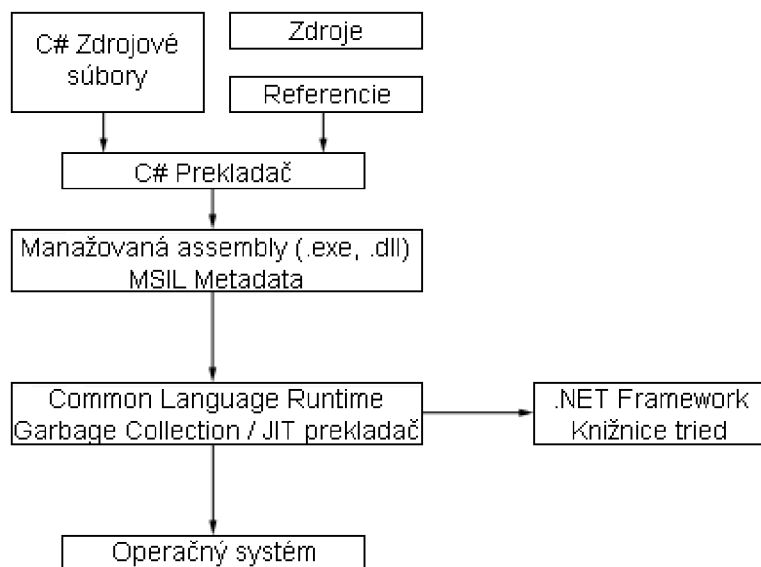 C# Zdrojové
súbory
Zdroje
Referencie
C# Prekladač
Manažovaná assembly (.exe, .dll)
MSIL Metadata
Common Language Runtime
Garbage Collection / JIT prekladač
.NET Framework
Knižnice tried
Operačný systém